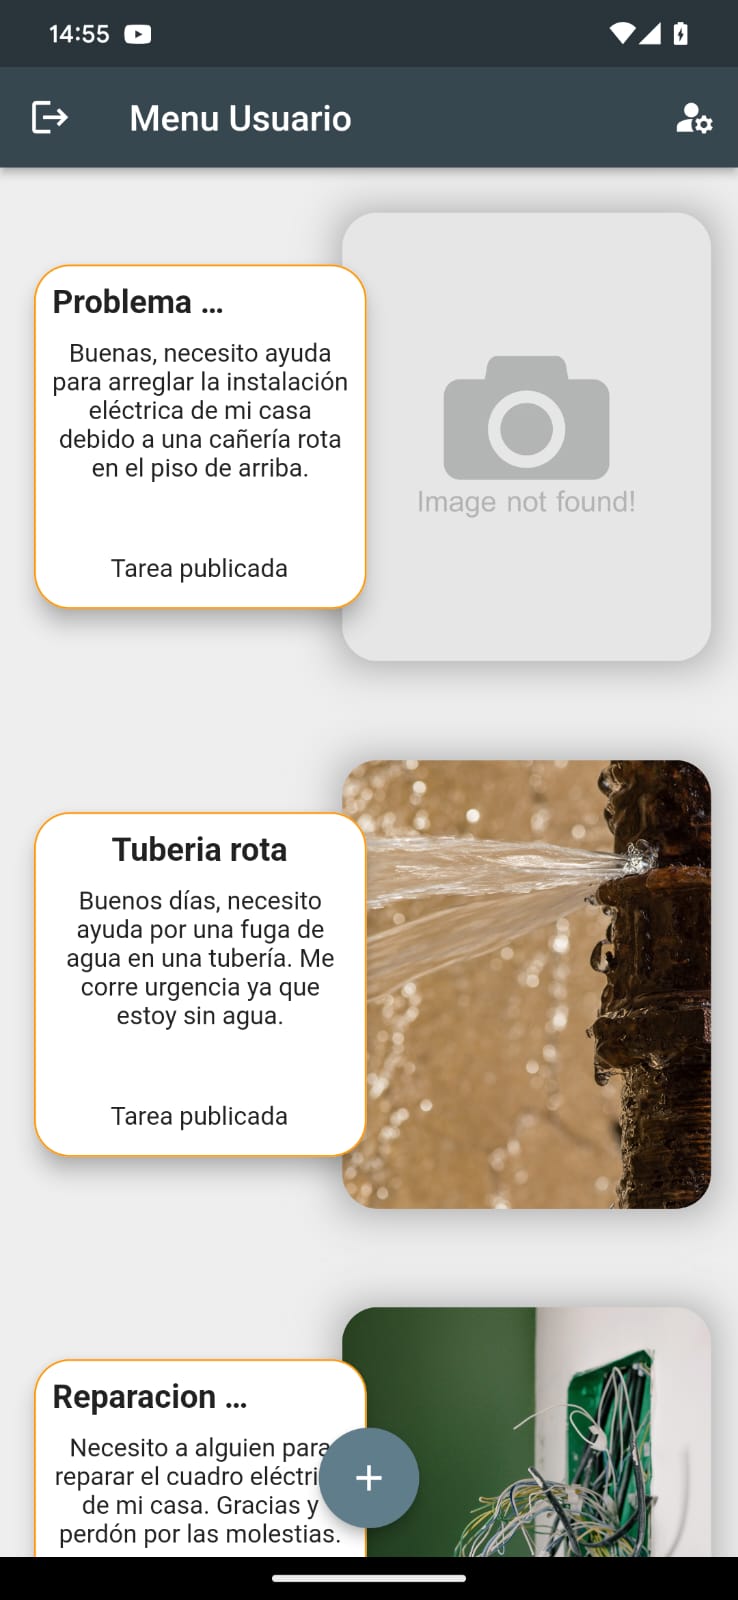 14:55
Menu Usuario
Problema ...
Buenas, necesito ayuda
para arreglar la instalación
eléctrica de mi casa
debido a una cañería rota
en el piso de arriba.
Tarea publicada
Image not found!
Tuberia rota
Buenos días, necesito
ayuda por una fuga de
agua en una tubería. Me
corre urgencia ya que
estoy sin agua.
Tarea publicada
Reparacion ...
Necesito a alguien para
reparar el cuadro eléctri
de mi casa. Gracias y
perdón por las molestias.